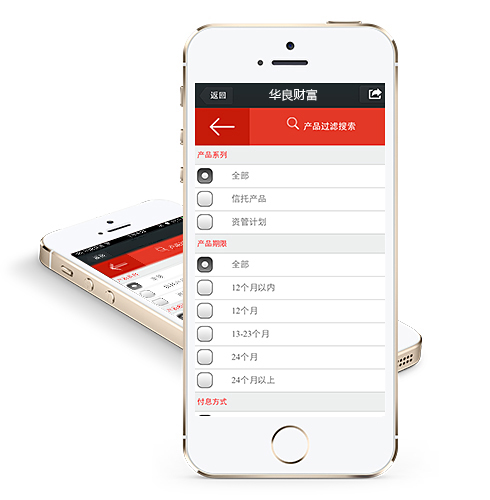 返回
华良财富
产品过滤搜索
产品系列
全部
信托产品
资管计划
产品期限
全部
12个月以内
12个月
13-23个月
24个月
24个月以上
付息方式
返回